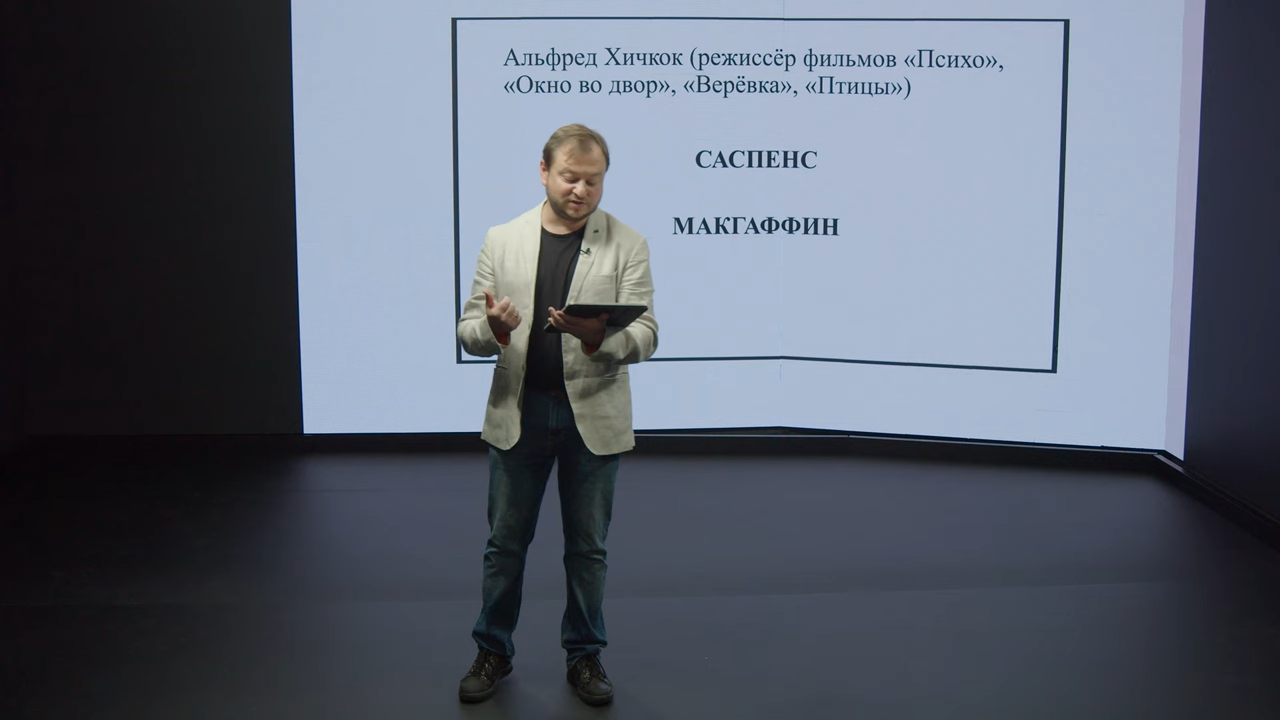 Альфред Хичкок (режиссёр фильмов «Психо»,
«Окно во двор», «Верёвка», «Птицы»)
САСПЕНС
МАКГАФФИН